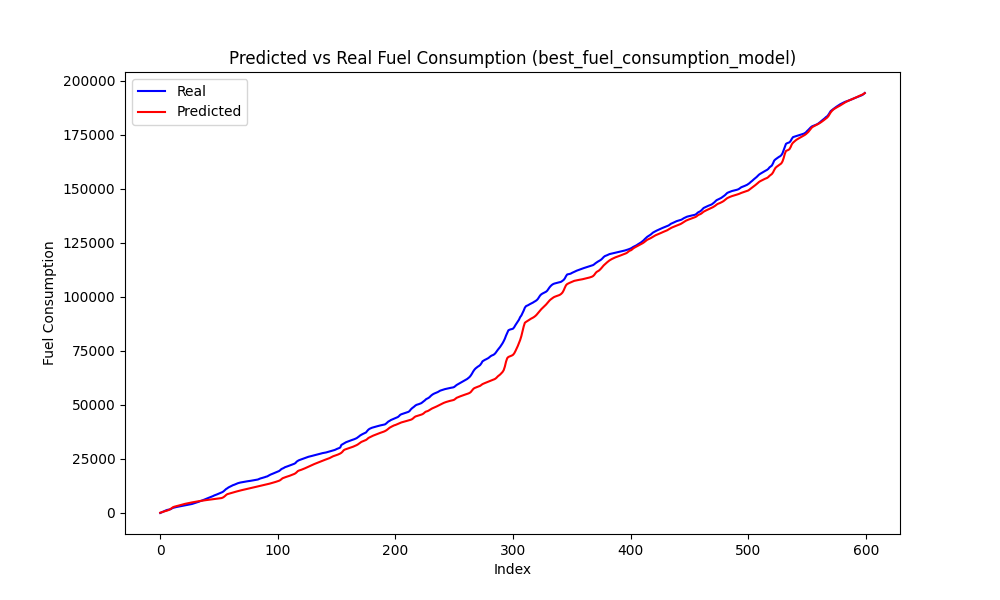 Predicted vs Real Fuel Consumption (best_fuel_consumption_model)
Real
Predicted
200000
175000
150000
125000
100000
75000
50000
25000
0
Fuel Consumption
0 100 200 300 400 500 600
Index